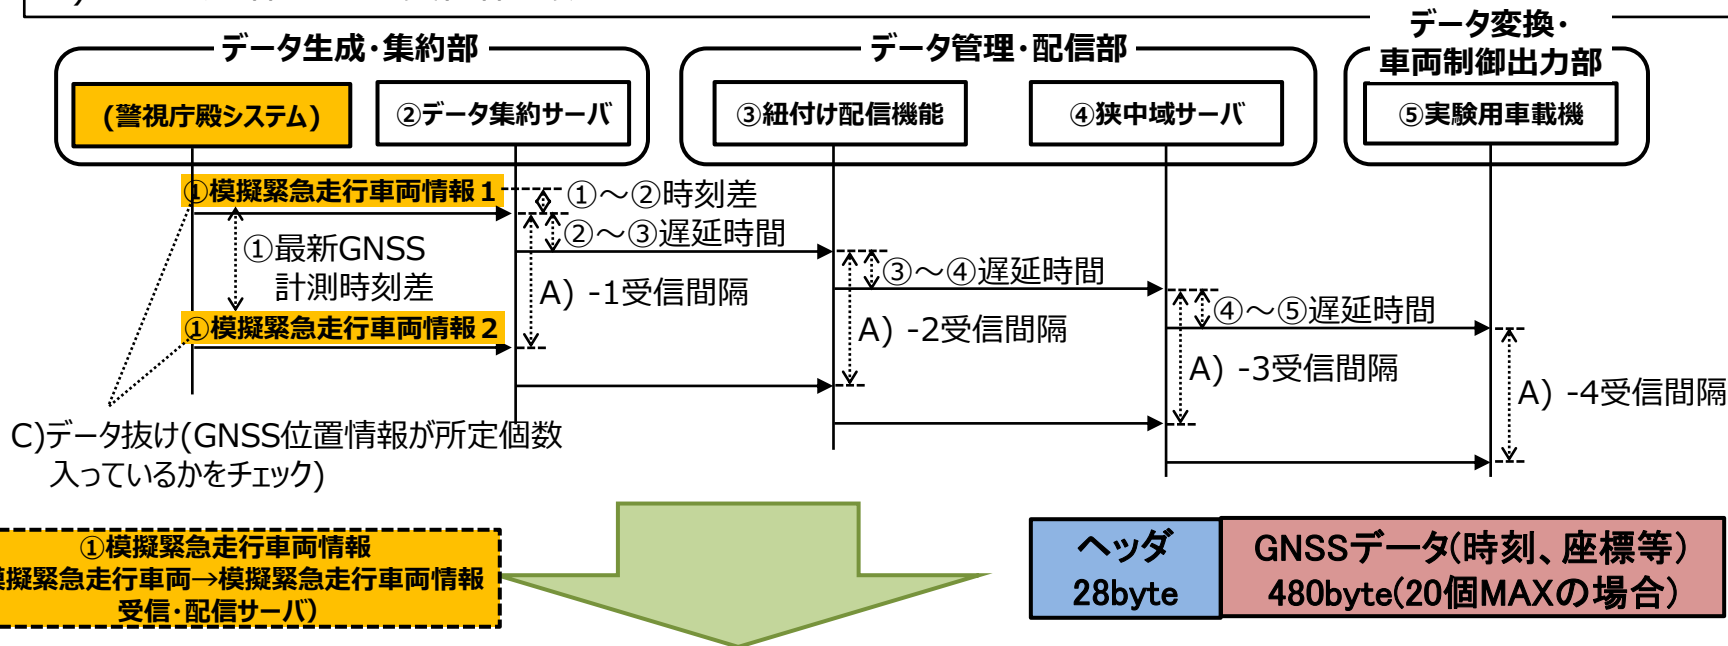 データ生成・集約部
データ管理・配信部
データ変換・
車両制御出力部
(警視庁殿システム)
②データ集約サーバ
③紐付け配信機能
④狭中域サーバ
⑤実験用車載機
①模擬緊急走行車両情報1
①～②時刻差
②～③遅延時間
①最新GNSS
計測時刻差
A) -1受信間隔
③～④遅延時間
A) -2受信間隔
④～⑤遅延時間
A) -3受信間隔
A) -4受信間隔
①模擬緊急走行車両情報2
C)データ抜け(GNSS位置情報が所定個数
入っているかをチェック)
①模擬緊急走行車両情報
擬緊急走行車両→模擬緊急走行車両情報
受信・配信サーバ)
ヘッダ
28byte
GNSSデータ(時刻、座標等)
480byte(20個MAXの場合)